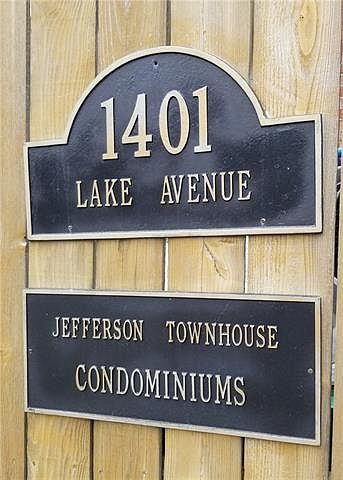 1401
LAKE AVENUE
JEFFERSON TOWNHOUSE
CONDOMINIUMS